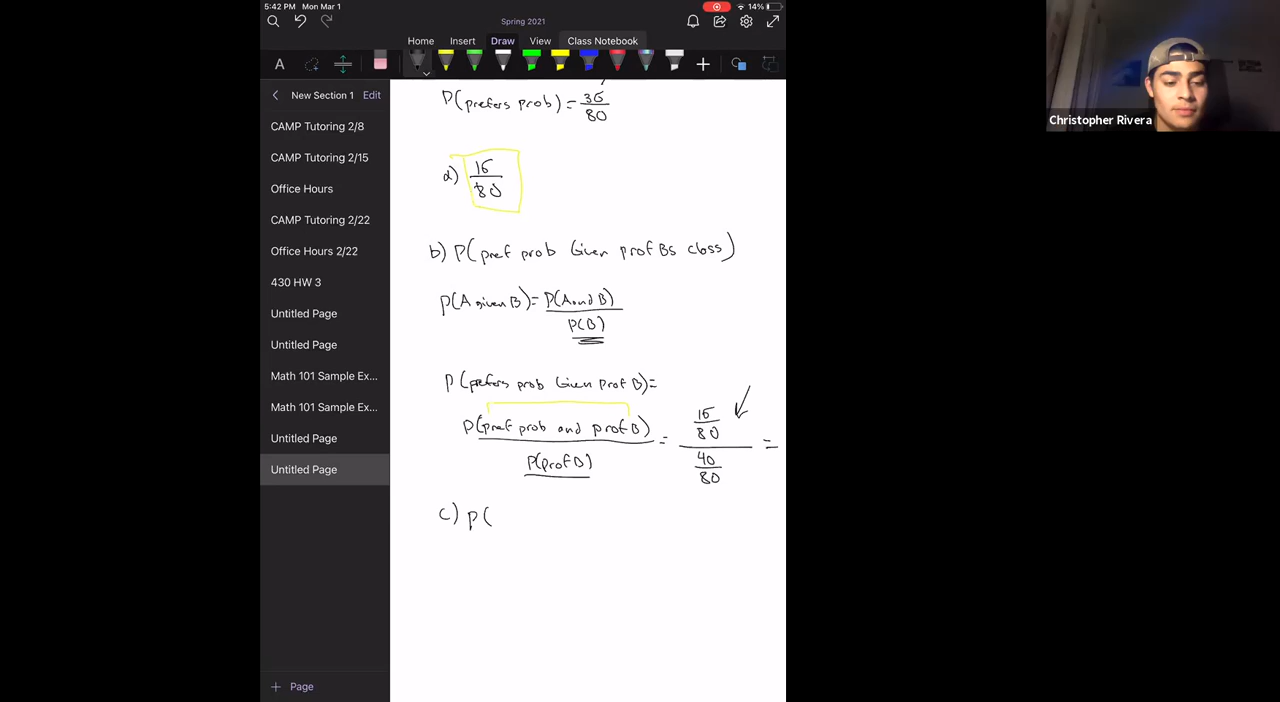 5:42 PM Mon Mar 1
14%
Spring 2021
Home Insert Draw View Class Notebook
A
New Section 1 Edit
CAMP Tutoring 2/8
CAMP Tutoring 2/15
Office Hours
CAMP Tutoring 2/22
Office Hours 2/22
430 HW 3
Untitled Page
Untitled Page
Math 101 Sample Ex...
Math 101 Sample Ex...
Untitled Page
Untitled Page
+ Page
P(prefers prob) = 35/80
a) 15/80
b) P(pref prob Given prof Bs class)
P(A given B) = P(A and B)
P(B)
P(prefers prob Given prof B) =
P(pref prob and prof B) = 15/80 / 40/80 =
P(prof B)
c) P(
Christopher Rivera